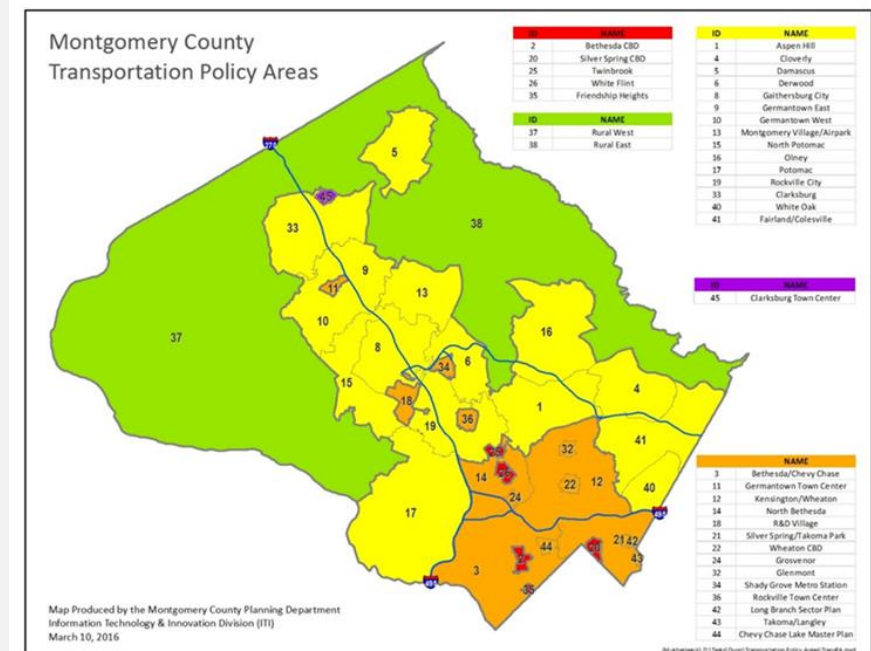 Montgomery County
Transportation Policy Areas
ID NAME
2 Bethesda CBD
20 Silver Spring CBD
25 Twinbrook
26 White Flint
35 Friendship Heights
ID NAME
37 Rural West
38 Rural East
ID NAME
1 Aspen Hill
4 Cloverly
5 Damascus
6 Derwood
8 Gaithersburg City
9 Germantown East
10 Germantown West
13 Montgomery Village/Airpark
15 North Potomac
16 Olney
17 Potomac
19 Rockville City
33 Clarksburg
40 White Oak
41 Fairland/Colesville
ID NAME
45 Clarksburg Town Center
NAME
3 Bethesda/Chevy Chase
11 Germantown Town Center
12 Kensington/Wheaton
14 North Bethesda
18 R&D Village
21 Silver Spring/Takoma Park
22 Wheaton CBD
24 Grosvenor
32 Glenmont
34 Shady Grove Metro Station
36 Rockville Town Center
42 Long Branch Sector Plan
43 Takoma/Langley
44 Chevy Chase Lake Master Plan
270
5
45
33
38
9
11
13
10
16
37
8
6
34
15
4
18
36
1
19
41
32
14
22
12
24
40
17
495
44
21
42
43
3
35
495
Map Produced by the Montgomery County Planning Department
Information Technology & Innovation Division (ITI)
March 10, 2016